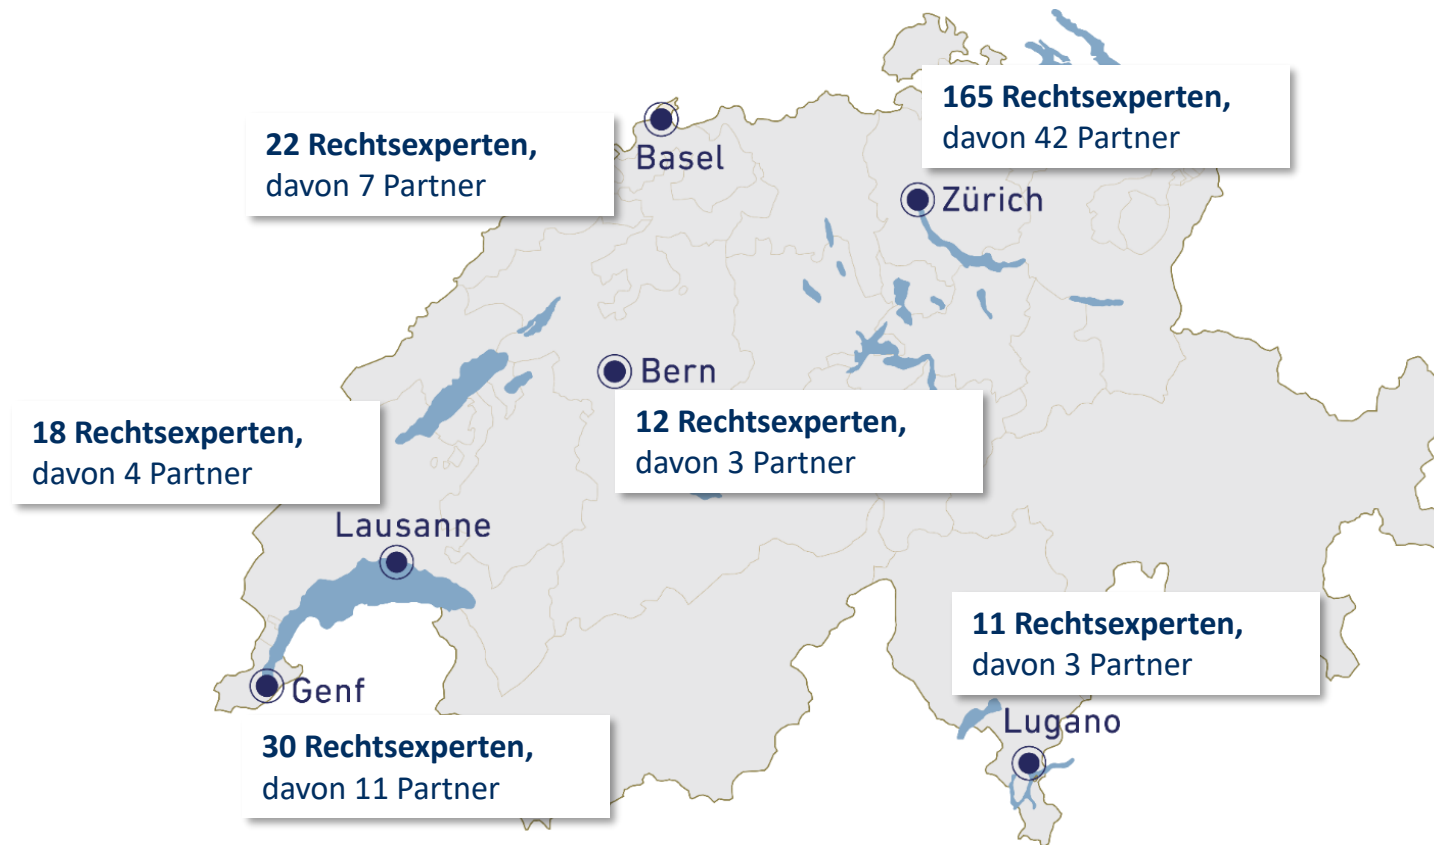 165 Rechtsexperten,
davon 42 Partner
22 Rechtsexperten,
davon 7 Partner
Basel
Zürich
Bern
12 Rechtsexperten,
davon 3 Partner
18 Rechtsexperten,
davon 4 Partner
Lausanne
11 Rechtsexperten,
davon 3 Partner
Genf
Lugano
30 Rechtsexperten,
davon 11 Partner